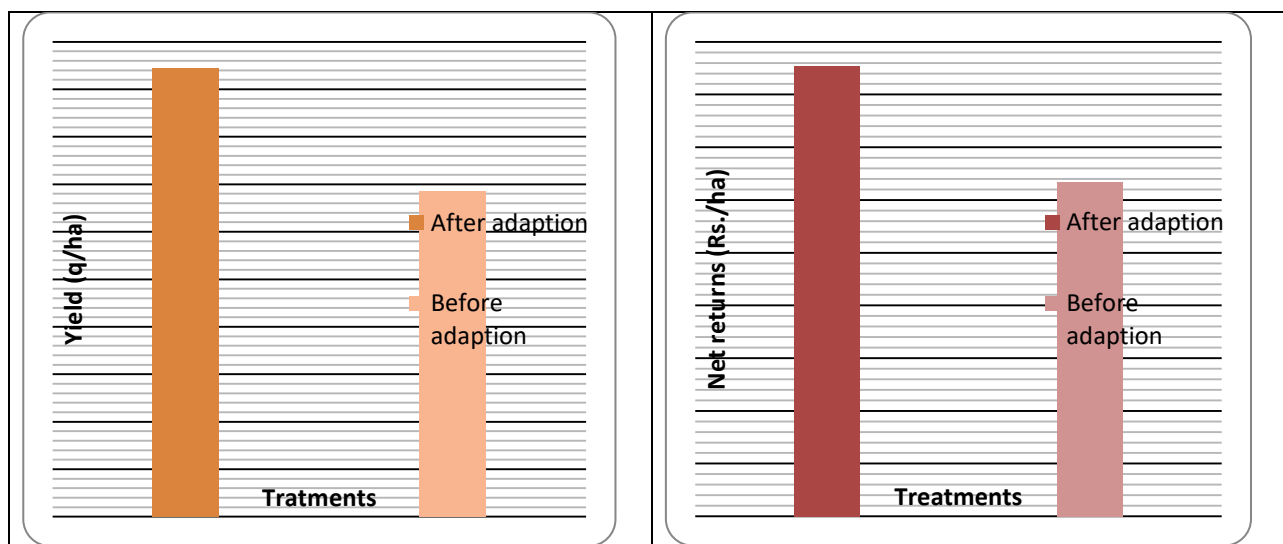 Yield (q/ha)
After adaption
Before
adaption
Tratments
Net returns (Rs./ha)
After adaption
Before
adaption
Treatments